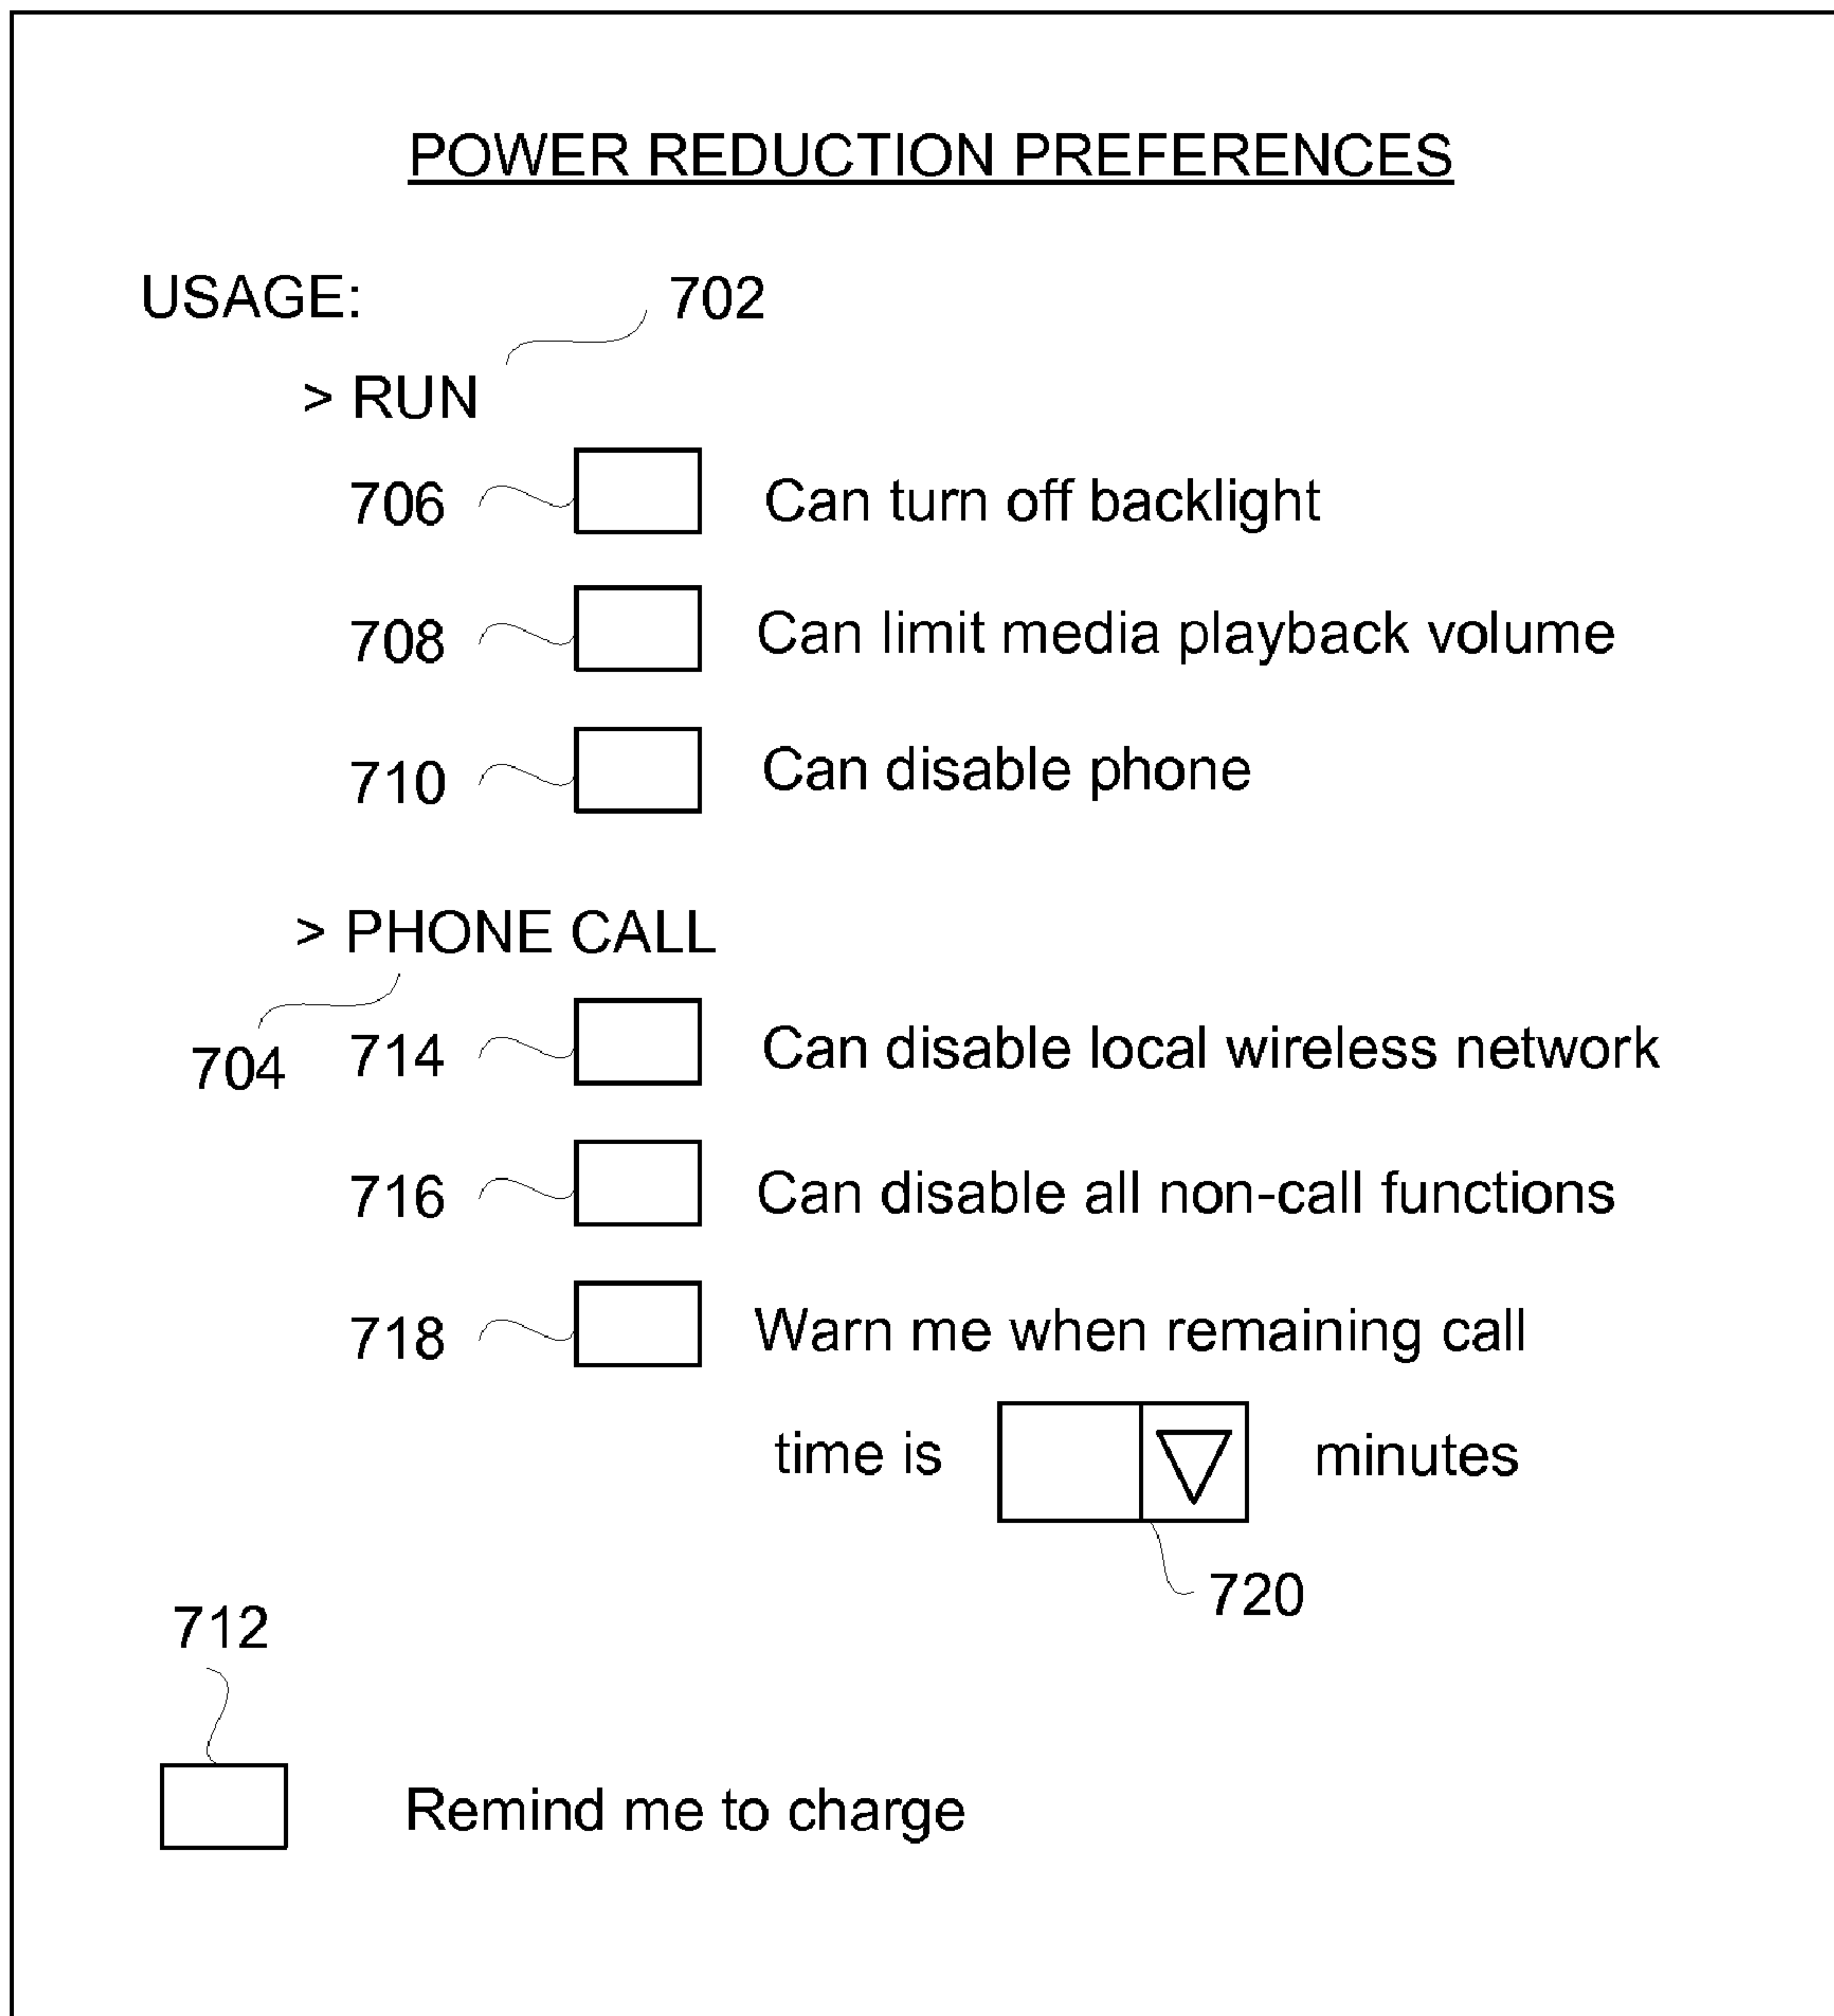 POWER REDUCTION PREFERENCES
USAGE:
702
> RUN
706 Can turn off backlight
708 Can limit media playback volume
710 Can disable phone
> PHONE CALL
704
714 Can disable local wireless network
716 Can disable all non-call functions
718 Warn me when remaining call
time is minutes
720
712
Remind me to charge